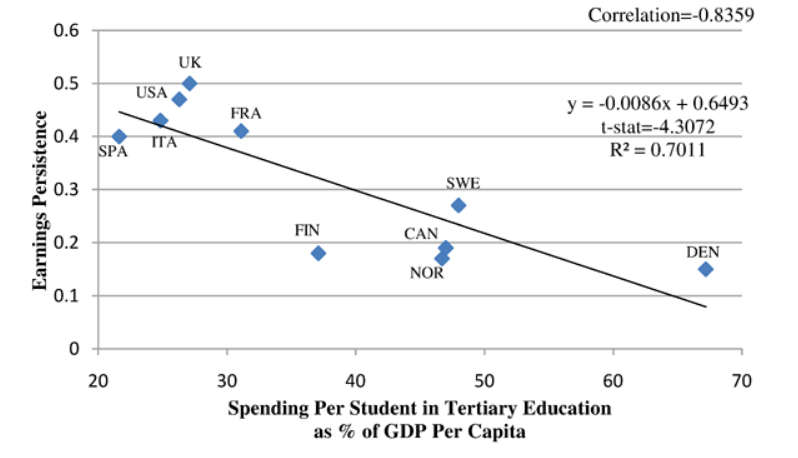 Correlation=-0.8359
0.6
0.5
0.4
0.3
0.2
0.1
0
Earnings Persistence
UK
USA
ITA
SPA
FRA
y = -0.0086x + 0.6493
t-stat=-4.3072
R² = 0.7011
SWE
FIN
CAN
NOR
DEN
20 30 40 50 60 70
Spending Per Student in Tertiary Education
as % of GDP Per Capita